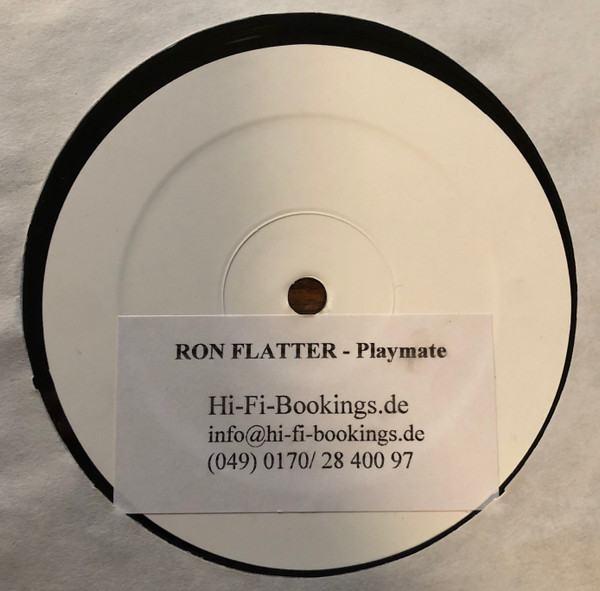 RON FLATTER - Playmate
Hi-Fi-Bookings.de
info@hi-fi-bookings.de
(049) 0170/ 28 400 97